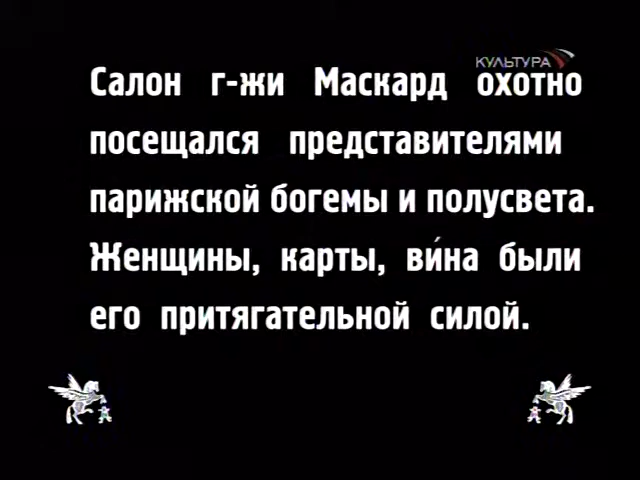 КУЛЬТУРА
Салон г-жи Маскард охотно
посещался представителями
парижской богемы и полусвета.
Женщины, карты, ви́на были
его притягательной силой.